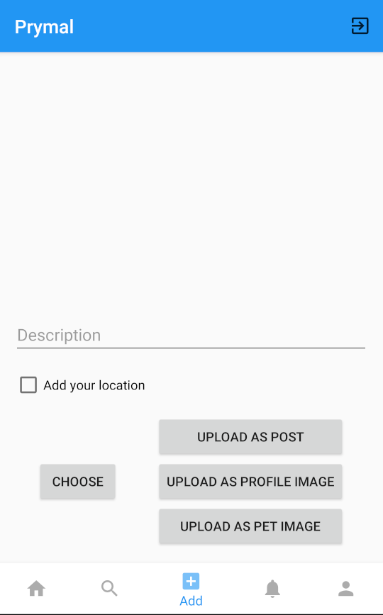 Prymal
Description
Add your location
UPLOAD AS POST
CHOOSE
UPLOAD AS PROFILE IMAGE
UPLOAD AS PET IMAGE
Add